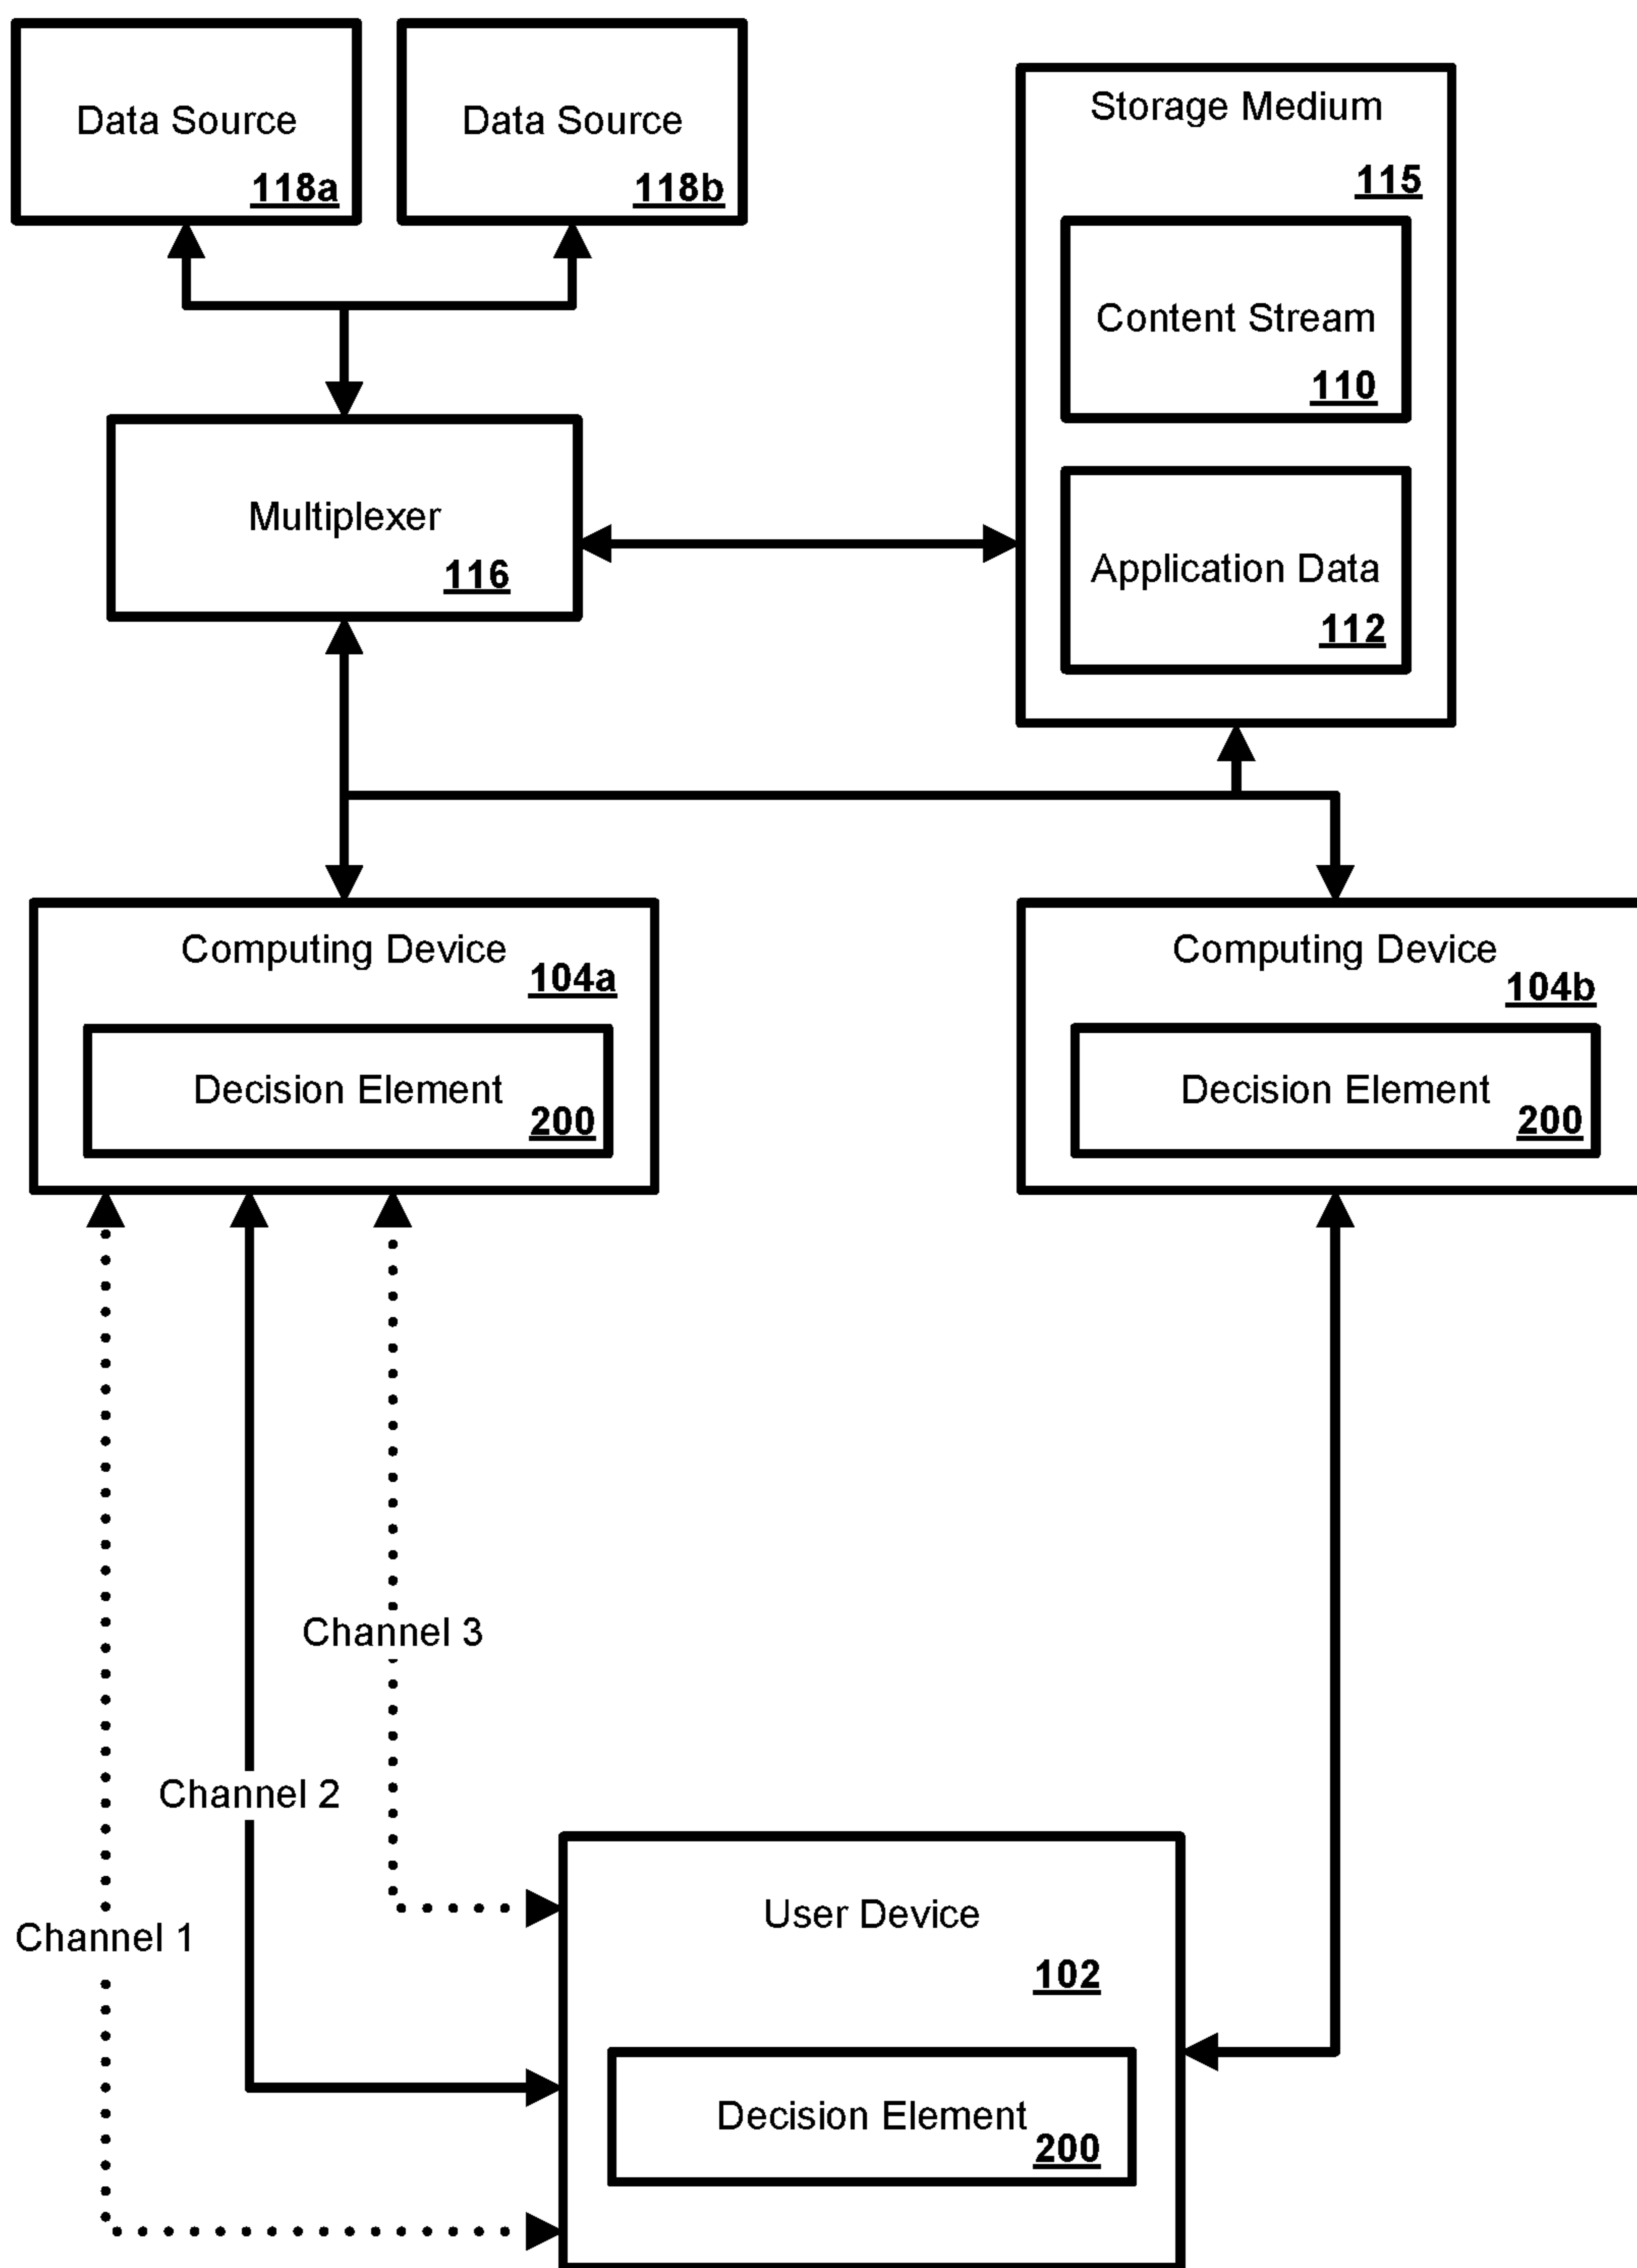 Data Source
118a
Data Source
118b
Storage Medium
115
Content Stream
110
Application Data
112
Multiplexer
116
Computing Device
104a
Decision Element
200
Computing Device
104b
Decision Element
200
Channel 3
Channel 2
Channel 1
User Device
102
Decision Element
200